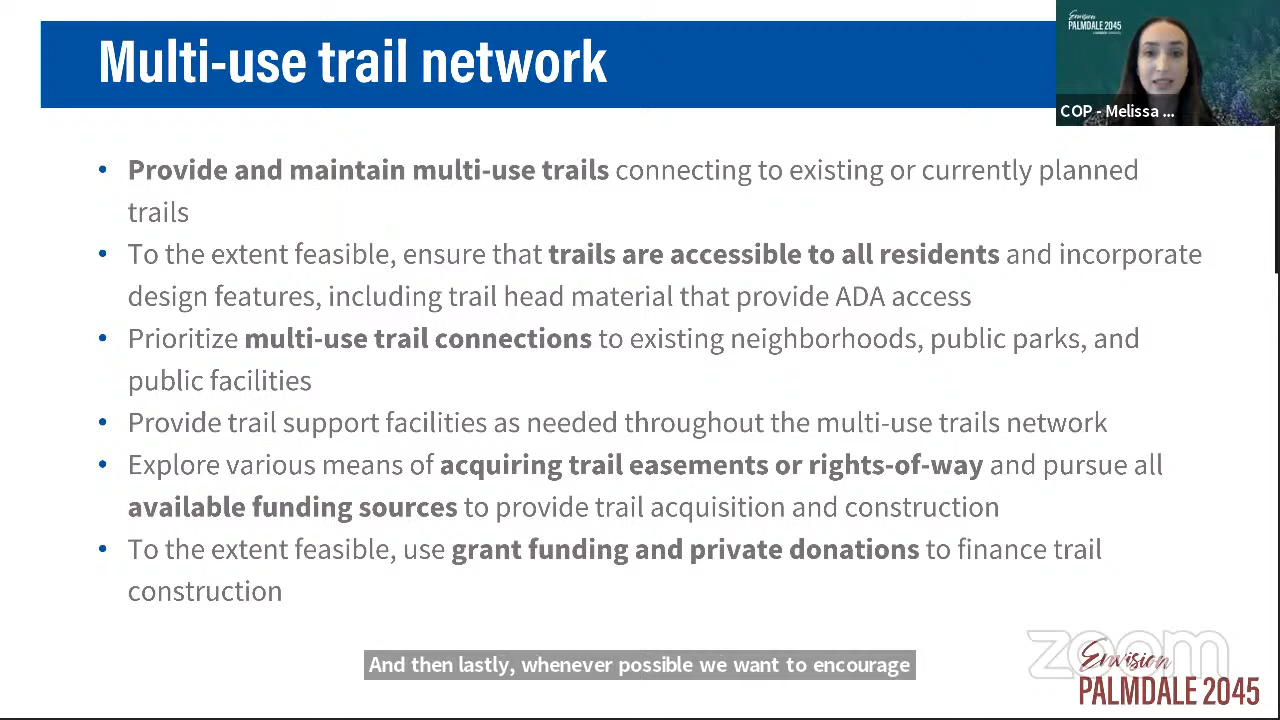 Multi-use trail network
Envision
PALMDALE 2045
COP - Melissa ...
• Provide and maintain multi-use trails connecting to existing or currently planned
trails
• To the extent feasible, ensure that trails are accessible to all residents and incorporate
design features, including trail head material that provide ADA access
• Prioritize multi-use trail connections to existing neighborhoods, public parks, and
public facilities
• Provide trail support facilities as needed throughout the multi-use trails network
• Explore various means of acquiring trail easements or rights-of-way and pursue all
available funding sources to provide trail acquisition and construction
• To the extent feasible, use grant funding and private donations to finance trail
construction
And then lastly, whenever possible we want to encourage
zoom
Envision
PALMDALE 2045